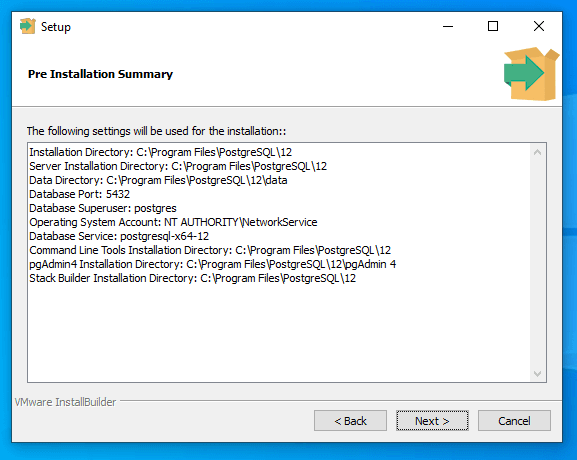 Setup
Pre Installation Summary
The following settings will be used for the installation::
Installation Directory: C:\Program Files\PostgreSQL\12
Server Installation Directory: C:\Program Files\PostgreSQL\12
Data Directory: C:\Program Files\PostgreSQL\12\data
Database Port: 5432
Database Superuser: postgres
Operating System Account: NT AUTHORITY\NetworkService
Database Service: postgresql-x64-12
Command Line Tools Installation Directory: C:\Program Files\PostgreSQL\12
pgAdmin4 Installation Directory: C:\Program Files\PostgreSQL\12\pgAdmin 4
Stack Builder Installation Directory: C:\Program Files\PostgreSQL\12
VMware InstallBuilder
< Back
Next >
Cancel